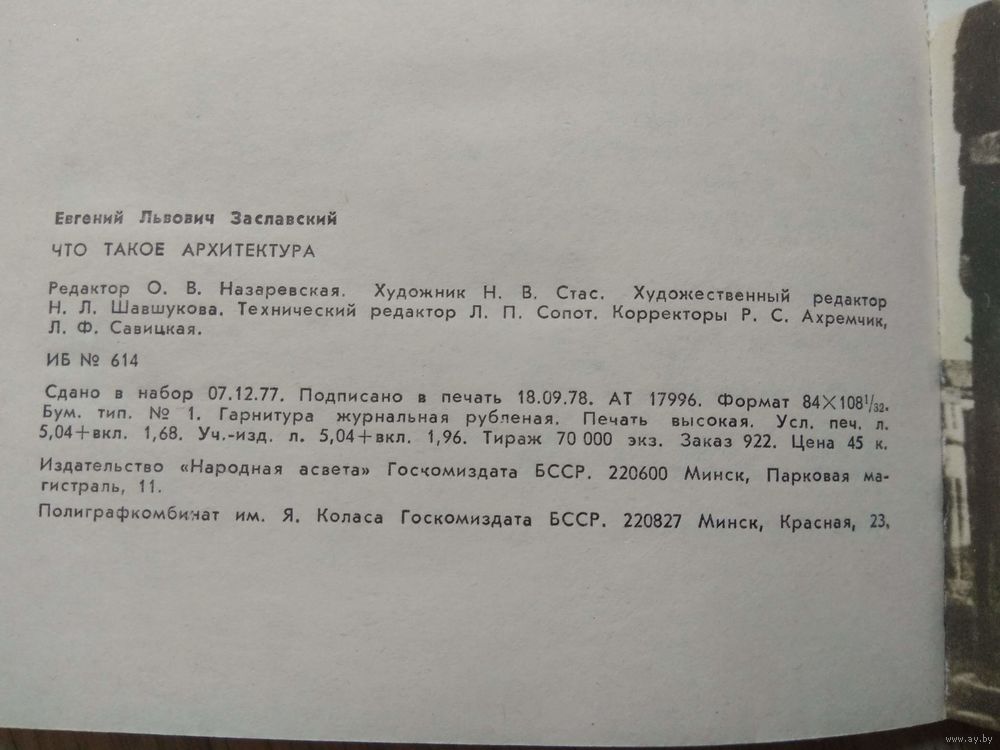 Евгений Львович Заславский
ЧТО ТАКОЕ АРХИТЕКТУРА
Редактор О. В. Назаревская. Художник Н. В. Стас. Художественный редактор
Н. Л. Шавшукова. Технический редактор Л. П. Сопот. Корректоры Р. С. Ахремчик,
Л. Ф. Савицкая.
ИБ № 614
Сдано в набор 07.12.77. Подписано в печать 18.09.78. АТ 17996. Формат 84×108¹/₃₂.
Бум. тип. № 1. Гарнитура журнальная рубленая. Печать высокая. Усл. печ. л.
5,04+вкл. 1,68. Уч.-изд. л. 5,04+вкл. 1,96. Тираж 70 000 экз. Заказ 922. Цена 45 к.
Издательство «Народная асвета» Госчомиздата БССР. 220600 Минск, Парковая ма-
гистраль, 11.
Полиграфкомбинат им. Я. Коласа Госкомиздата БССР. 220827 Минск, Красная, 23.
www.ay.by